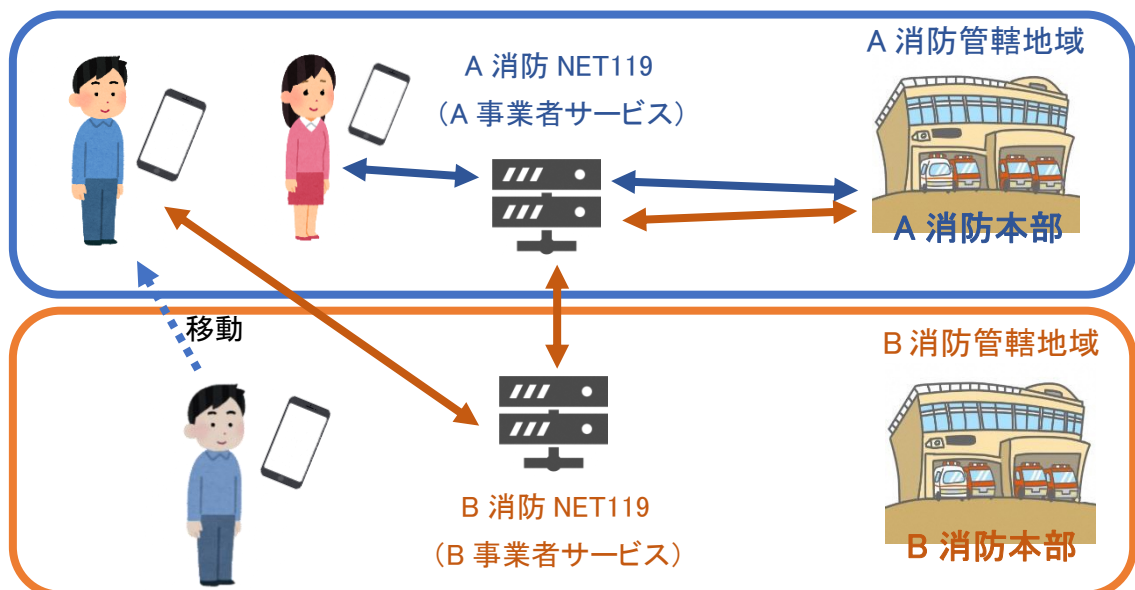 A 消防 NET119
（A 事業者サービス）
A 消防管轄地域
A 消防本部
移動
B 消防管轄地域
B 消防 NET119
（B 事業者サービス）
B 消防本部